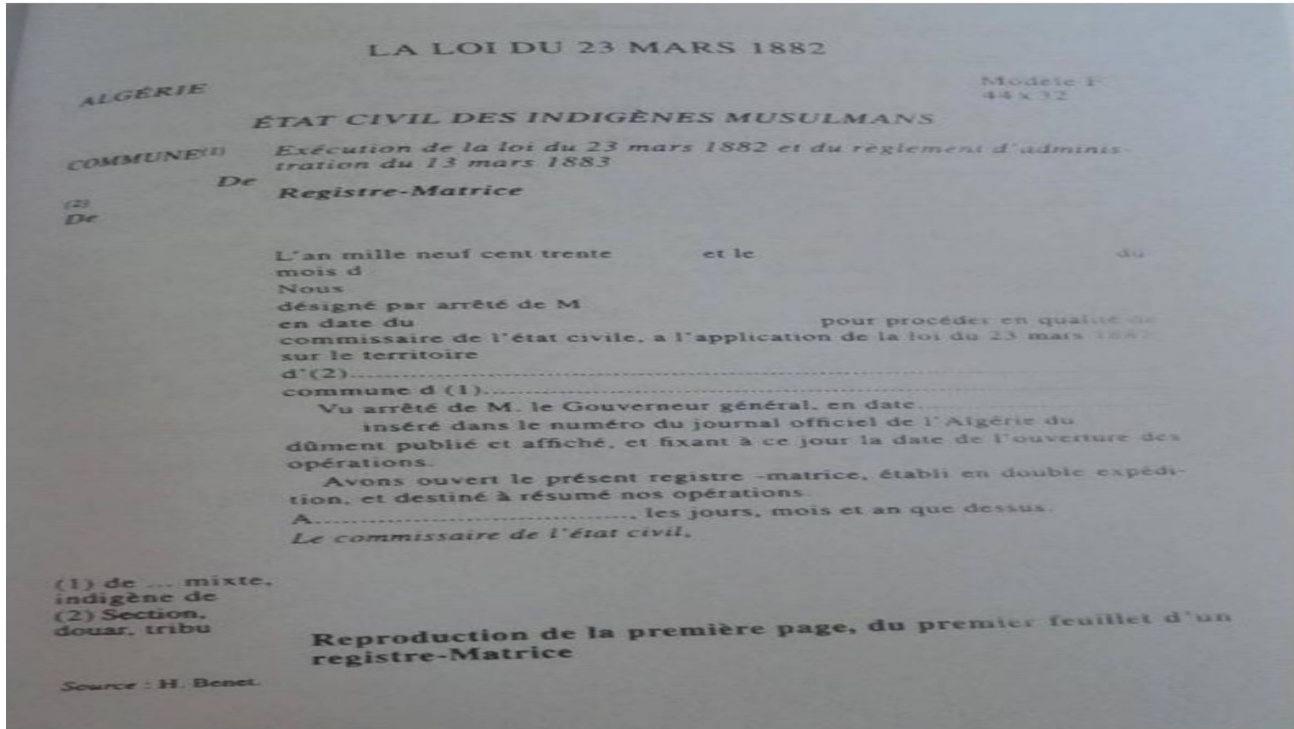 LA LOI DU 23 MARS 1882
ALGÉRIE
Modèle F
44 x 32
ÉTAT CIVIL DES INDIGÈNES MUSULMANS
COMMUNE(1)
Exécution de la loi du 23 mars 1882 et du règlement d'adminis-
tration du 13 mars 1883
De
Registre-Matrice
(2)
De
L'an mille neuf cent trente et le du
mois d
Nous
désigné par arrêté de M
en date du pour procéder en qualité de
commissaire de l'état civile, a l'application de la loi du 23 mars 1882
sur le territoire
d'(2)....................
commune d (1)....................
Vu arrêté de M. le Gouverneur général, en date....................
inséré dans le numéro du journal officiel de l'Algérie du
dûment publié et affiché, et fixant à ce jour la date de l'ouverture des
opérations.
Avons ouvert le présent registre -matrice, établi en double expédi-
tion, et destiné à résumé nos opérations.
A...................., les jours, mois et an que dessus.
Le commissaire de l'état civil,
(1) de ... mixte,
indigène de
(2) Section,
douar, tribu
Reproduction de la première page, du premier feuillet d'un
registre-Matrice
Source : H. Benet.